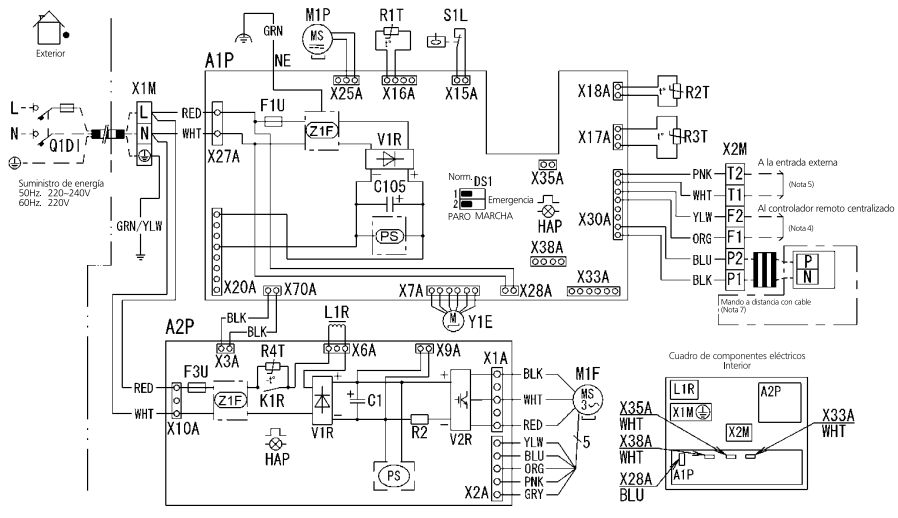 Exterior
L
N
Q1DI
Suministro de energía
50Hz. 220~240V
60Hz. 220V
X1M
L
N
RED
WHT
GRN/YLW
GRN
NE
A1P
X27A
F1U
Z1F
V1R
C105
+
PS
M1P
MS
X25A
R1T
t°
X16A
S1L
X15A
X18A
t°
R2T
X17A
t°
R3T
X35A
Norm.
DS1
1
2
Emergencia
PARO MARCHA
HAP
X38A
X30A
X33A
X20A
X70A
X7A
X28A
M
Y1E
X2M
PNK
T2
A la entrada externa
WHT
T1
(Nota 5)
YLW
F2
Al controlador remoto centralizado
ORG
F1
(Nota 4)
BLU
P2
BLK
P1
P
N
Mando a distancia con cable
(Nota 7)
BLK
BLK
A2P
X3A
L1R
X6A
X9A
X1A
F3U
R4T
t°
K1R
Z1F
RED
WHT
X10A
HAP
V1R
+
−
+
C1
R2
PS
+
−
V2R
BLK
WHT
RED
M1F
MS
3~
5
YLW
BLU
ORG
PNK
GRY
X2A
Cuadro de componentes eléctricos
Interior
L1R
X1M
X2M
A2P
X35A
WHT
X38A
WHT
X28A
BLU
A1P
X33A
WHT